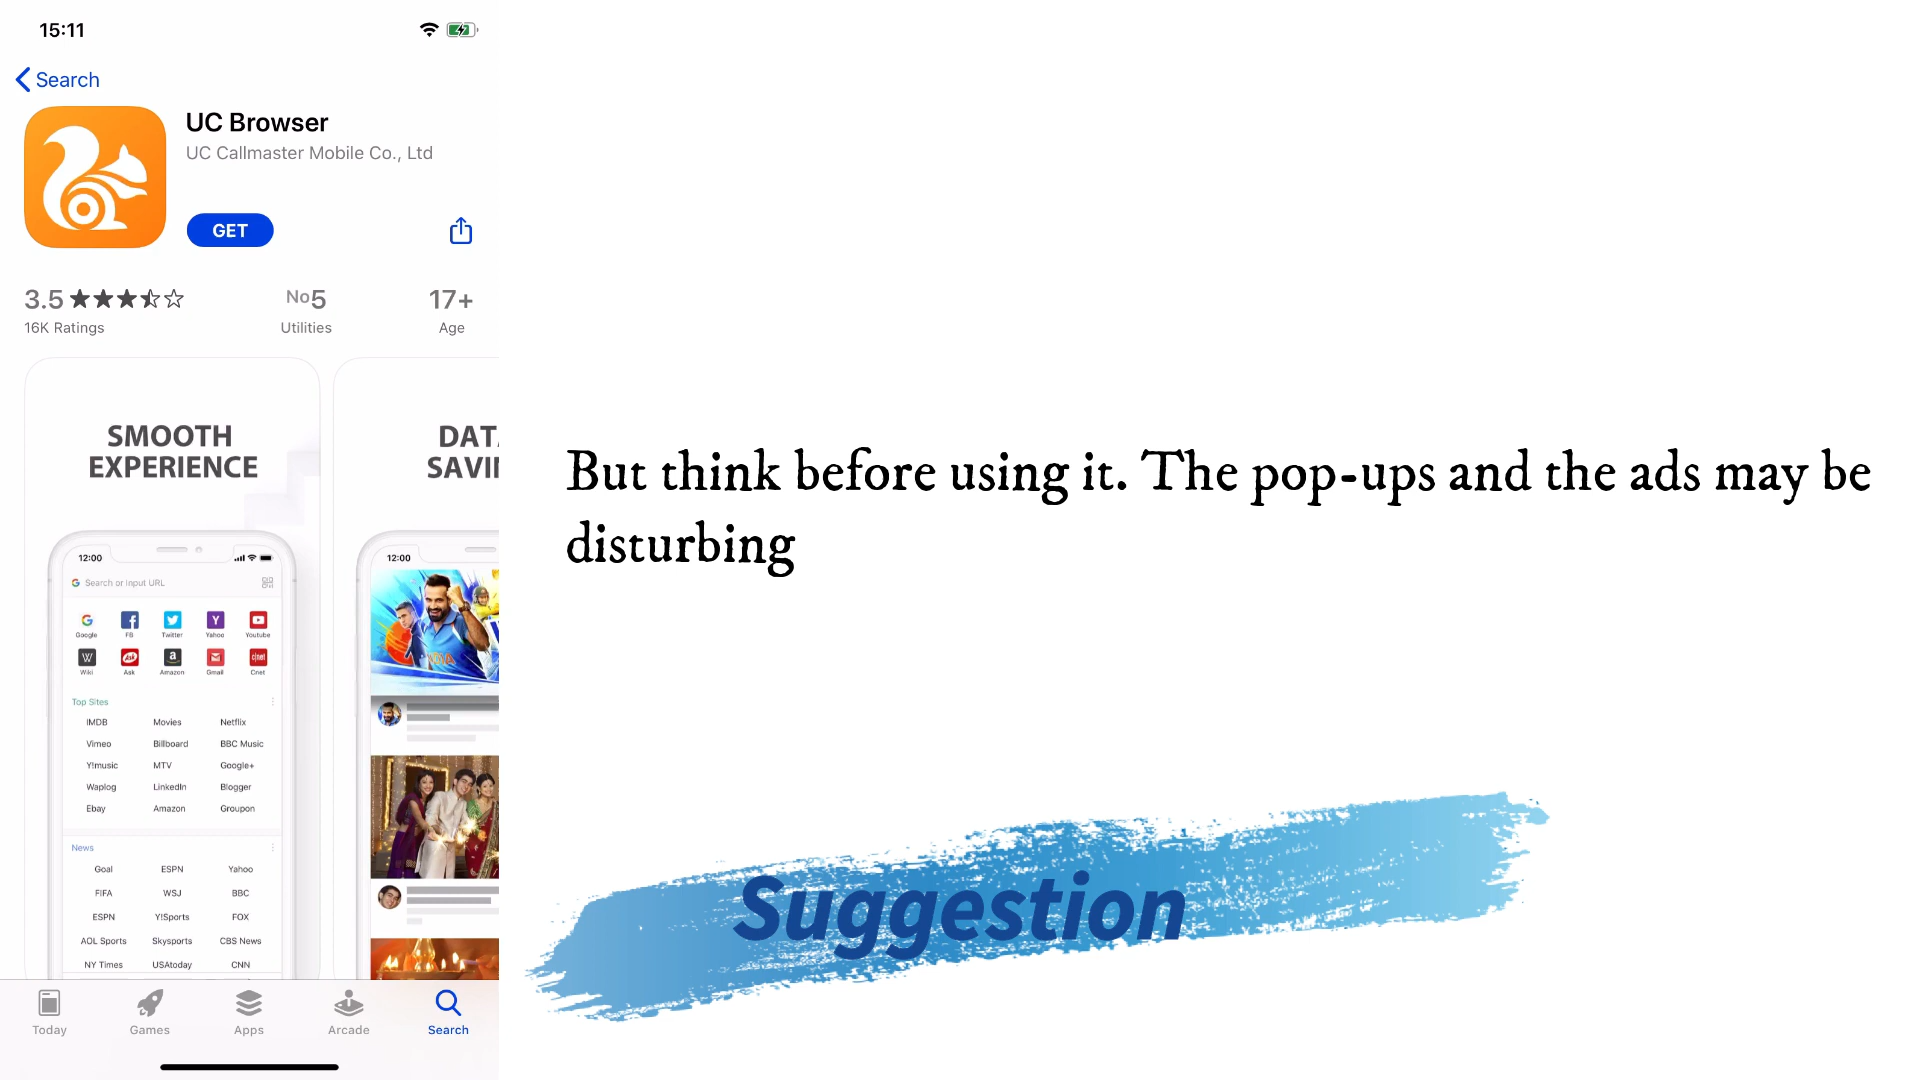 15:11
Search
UC Browser
UC Callmaster Mobile Co., Ltd
GET
3.5
No5
17+
16K Ratings
Utilities
Age
SMOOTH
EXPERIENCE
DATA
SAVIN
12:00
Search or Input URL
Google FB Twitter Yahoo Youtube
Wiki Ask Amazon Gmail Cnet
Top Sites
IMDB Movies Netflix
Vimeo Billboard BBC Music
Y!music MTV Google+
Waplog LinkedIn Blogger
Ebay Amazon Groupon
News
Goal ESPN Yahoo
FIFA WSJ BBC
ESPN Y!Sports FOX
AOL Sports Skysports CBS News
NY Times USAtoday CNN
12:00
Today
Games
Apps
Arcade
Search
But think before using it. The pop-ups and the ads may be
disturbing
Suggestion